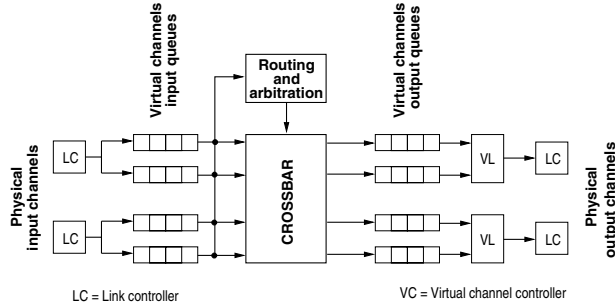 Virtual channels
input queues
Routing
and
arbitration
Virtual channels
output queues
Physical
input channels
LC
LC
CROSSBAR
VL
VL
LC
LC
Physical
output channels
LC = Link controller
VC = Virtual channel controller